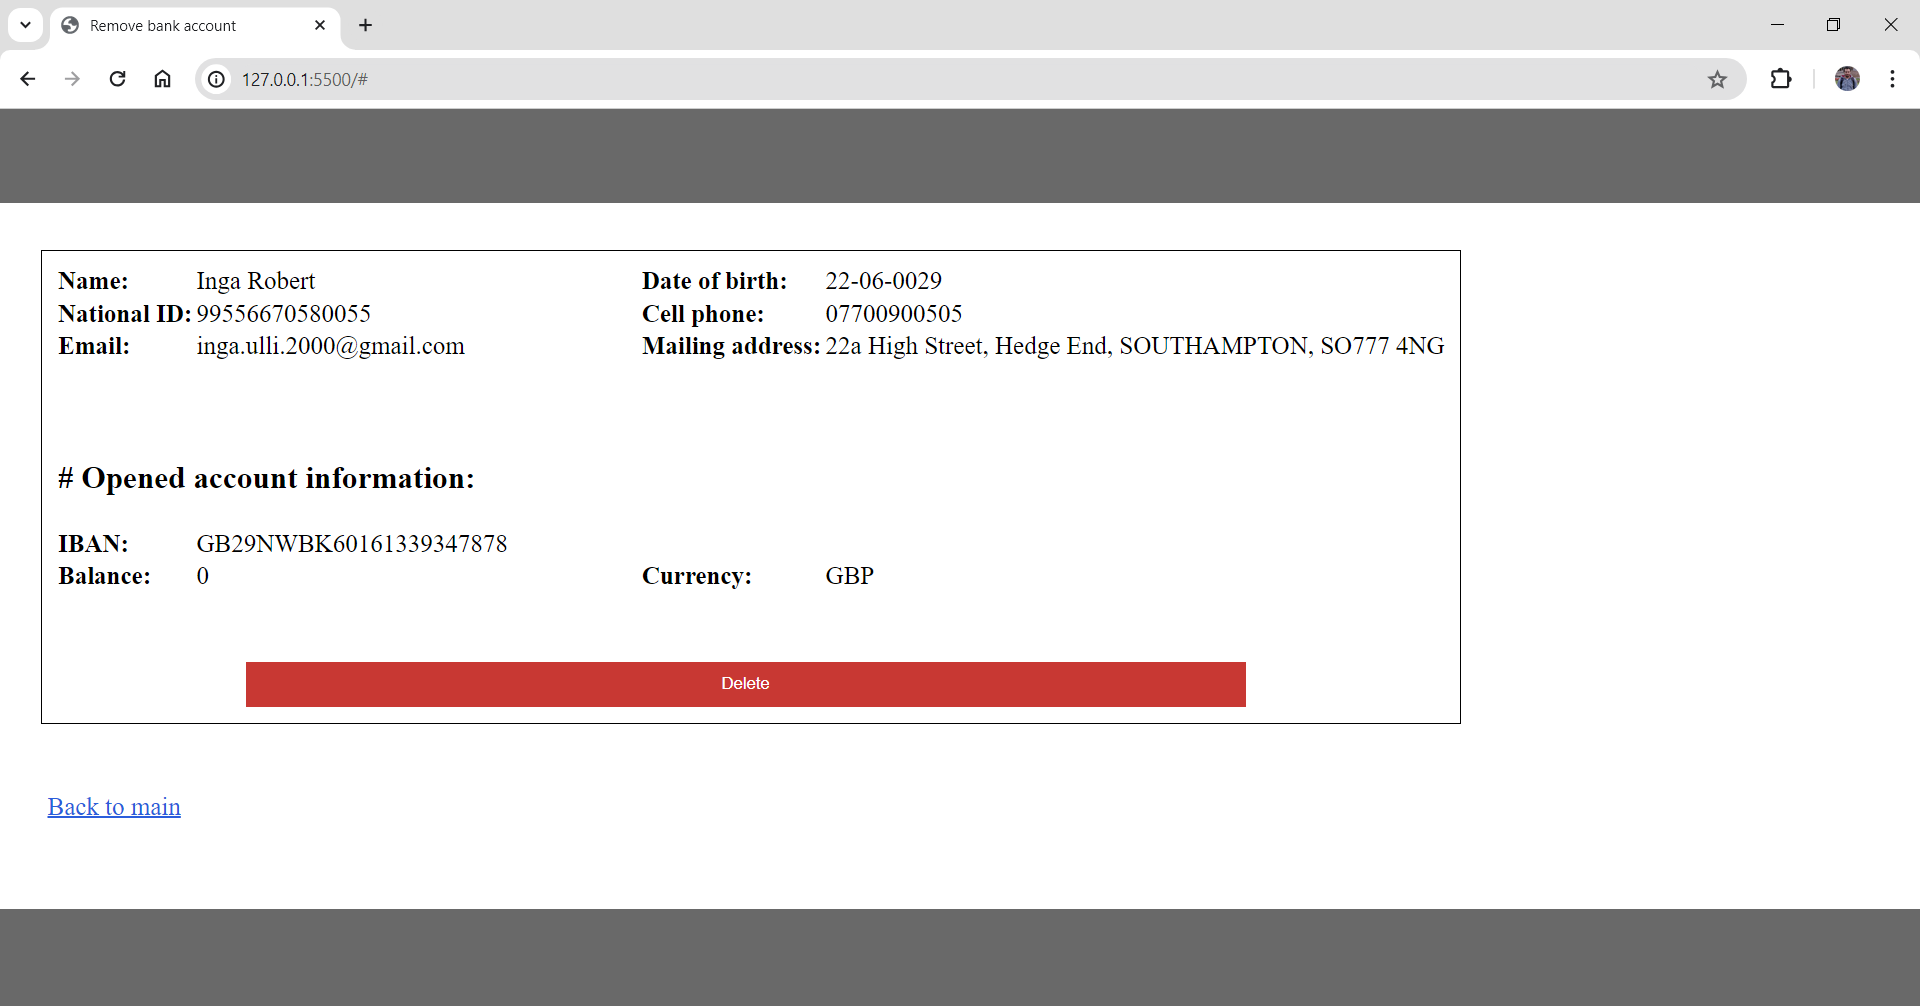 Remove bank account
127.0.0.1:5500/#
Name: Inga Robert Date of birth: 22-06-0029
National ID: 99556670580055 Cell phone: 07700900505
Email: inga.ulli.2000@gmail.com Mailing address: 22a High Street, Hedge End, SOUTHAMPTON, SO777 4NG
# Opened account information:
IBAN: GB29NWBK60161339347878
Balance: 0 Currency: GBP
Delete
Back to main